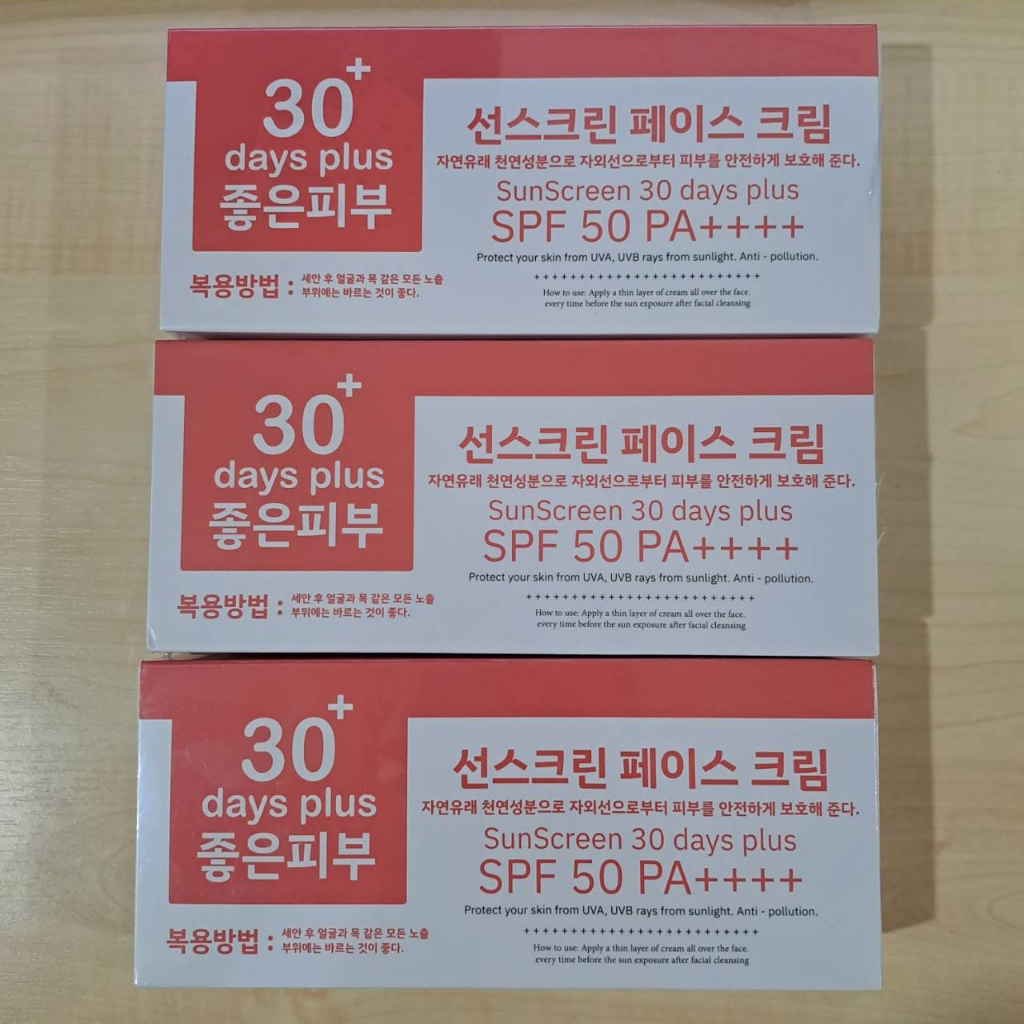 30+
days plus
좋은피부
선스크린 페이스 크림
자연유래 천연성분으로 자외선으로부터 피부를 안전하게 보호해 준다.
SunScreen 30 days plus
SPF 50 PA++++
Protect your skin from UVA, UVB rays from sunlight. Anti - pollution.
++++++++++++++++++++++++
How to use: Apply a thin layer of cream all over the face.
every time before the sun exposure after facial cleansing
복용방법 : 세안 후 얼굴과 목 같은 모든 노출
부위에는 바르는 것이 좋다.
30+
days plus
좋은피부
선스크린 페이스 크림
자연유래 천연성분으로 자외선으로부터 피부를 안전하게 보호해 준다.
SunScreen 30 days plus
SPF 50 PA++++
Protect your skin from UVA, UVB rays from sunlight. Anti - pollution.
++++++++++++++++++++++++
How to use: Apply a thin layer of cream all over the face.
every time before the sun exposure after facial cleansing
복용방법 : 세안 후 얼굴과 목 같은 모든 노출
부위에는 바르는 것이 좋다.
30+
days plus
좋은피부
선스크린 페이스 크림
자연유래 천연성분으로 자외선으로부터 피부를 안전하게 보호해 준다.
SunScreen 30 days plus
SPF 50 PA++++
Protect your skin from UVA, UVB rays from sunlight. Anti - pollution.
++++++++++++++++++++++++
How to use: Apply a thin layer of cream all over the face.
every time before the sun exposure after facial cleansing
복용방법 : 세안 후 얼굴과 목 같은 모든 노출
부위에는 바르는 것이 좋다.